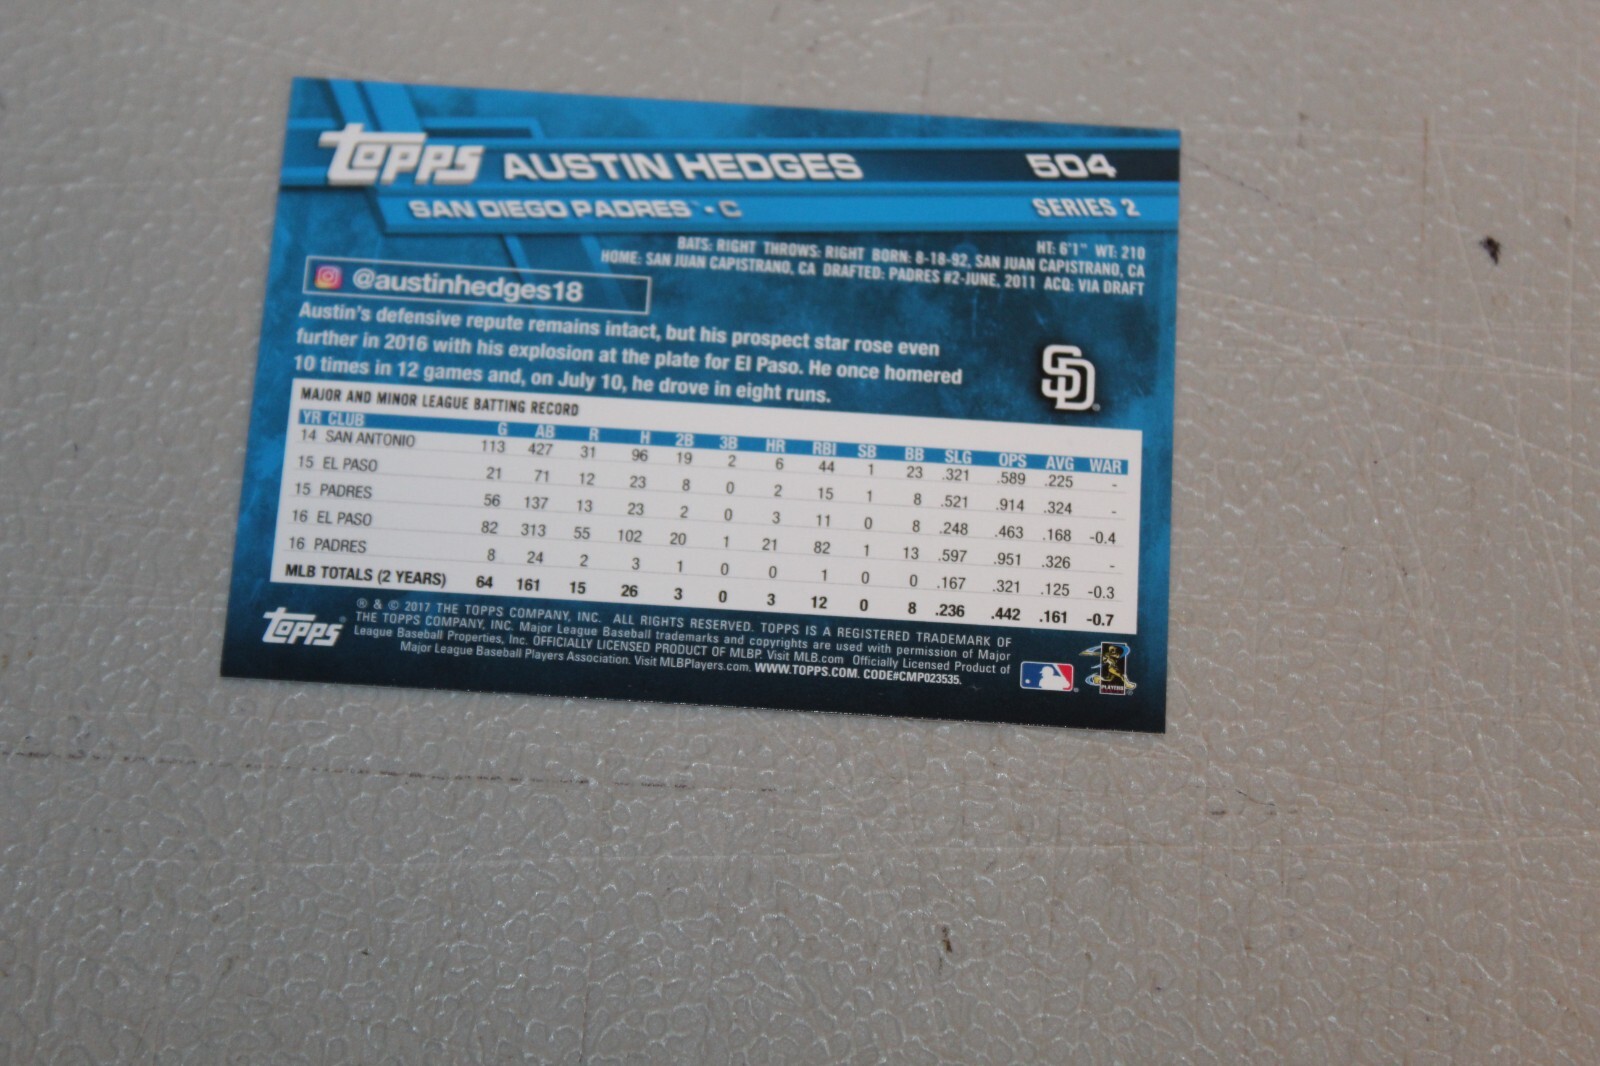 Topps AUSTIN HEDGES 504
SAN DIEGO PADRES™ • C SERIES 2
HT: 6'1" WT: 210
BATS: RIGHT THROWS: RIGHT BORN: 8-18-92, SAN JUAN CAPISTRANO, CA
HOME: SAN JUAN CAPISTRANO, CA DRAFTED: PADRES #2-JUNE, 2011 ACQ: VIA DRAFT
@austinhedges18
Austin's defensive repute remains intact, but his prospect star rose even
further in 2016 with his explosion at the plate for El Paso. He once homered
10 times in 12 games and, on July 10, he drove in eight runs.
SD
MAJOR AND MINOR LEAGUE BATTING RECORD
YR CLUB G AB R H 2B 3B HR RBI SB BB SLG OPS AVG WAR
14 SAN ANTONIO 113 427 31 96 19 2 6 44 1 23 .321 .589 .225 -
15 EL PASO 21 71 12 23 8 0 2 15 1 8 .521 .914 .324 -
15 PADRES 56 137 13 23 2 0 3 11 0 8 .248 .463 .168 -0.4
16 EL PASO 82 313 55 102 20 1 21 82 1 13 .597 .951 .326 -
16 PADRES 8 24 2 3 1 0 0 1 0 0 .167 .321 .125 -0.3
MLB TOTALS (2 YEARS) 64 161 15 26 3 0 3 12 0 8 .236 .442 .161 -0.7
Topps®
® & © 2017 THE TOPPS COMPANY, INC. ALL RIGHTS RESERVED. TOPPS IS A REGISTERED TRADEMARK OF
THE TOPPS COMPANY, INC. Major League Baseball trademarks and copyrights are used with permission of Major
League Baseball Properties, Inc. OFFICIALLY LICENSED PRODUCT OF MLBP. Visit MLB.com Officially Licensed Product of
Major League Baseball Players Association. Visit MLBPlayers.com. WWW.TOPPS.COM. CODE#CMP023535.
PLAYERS